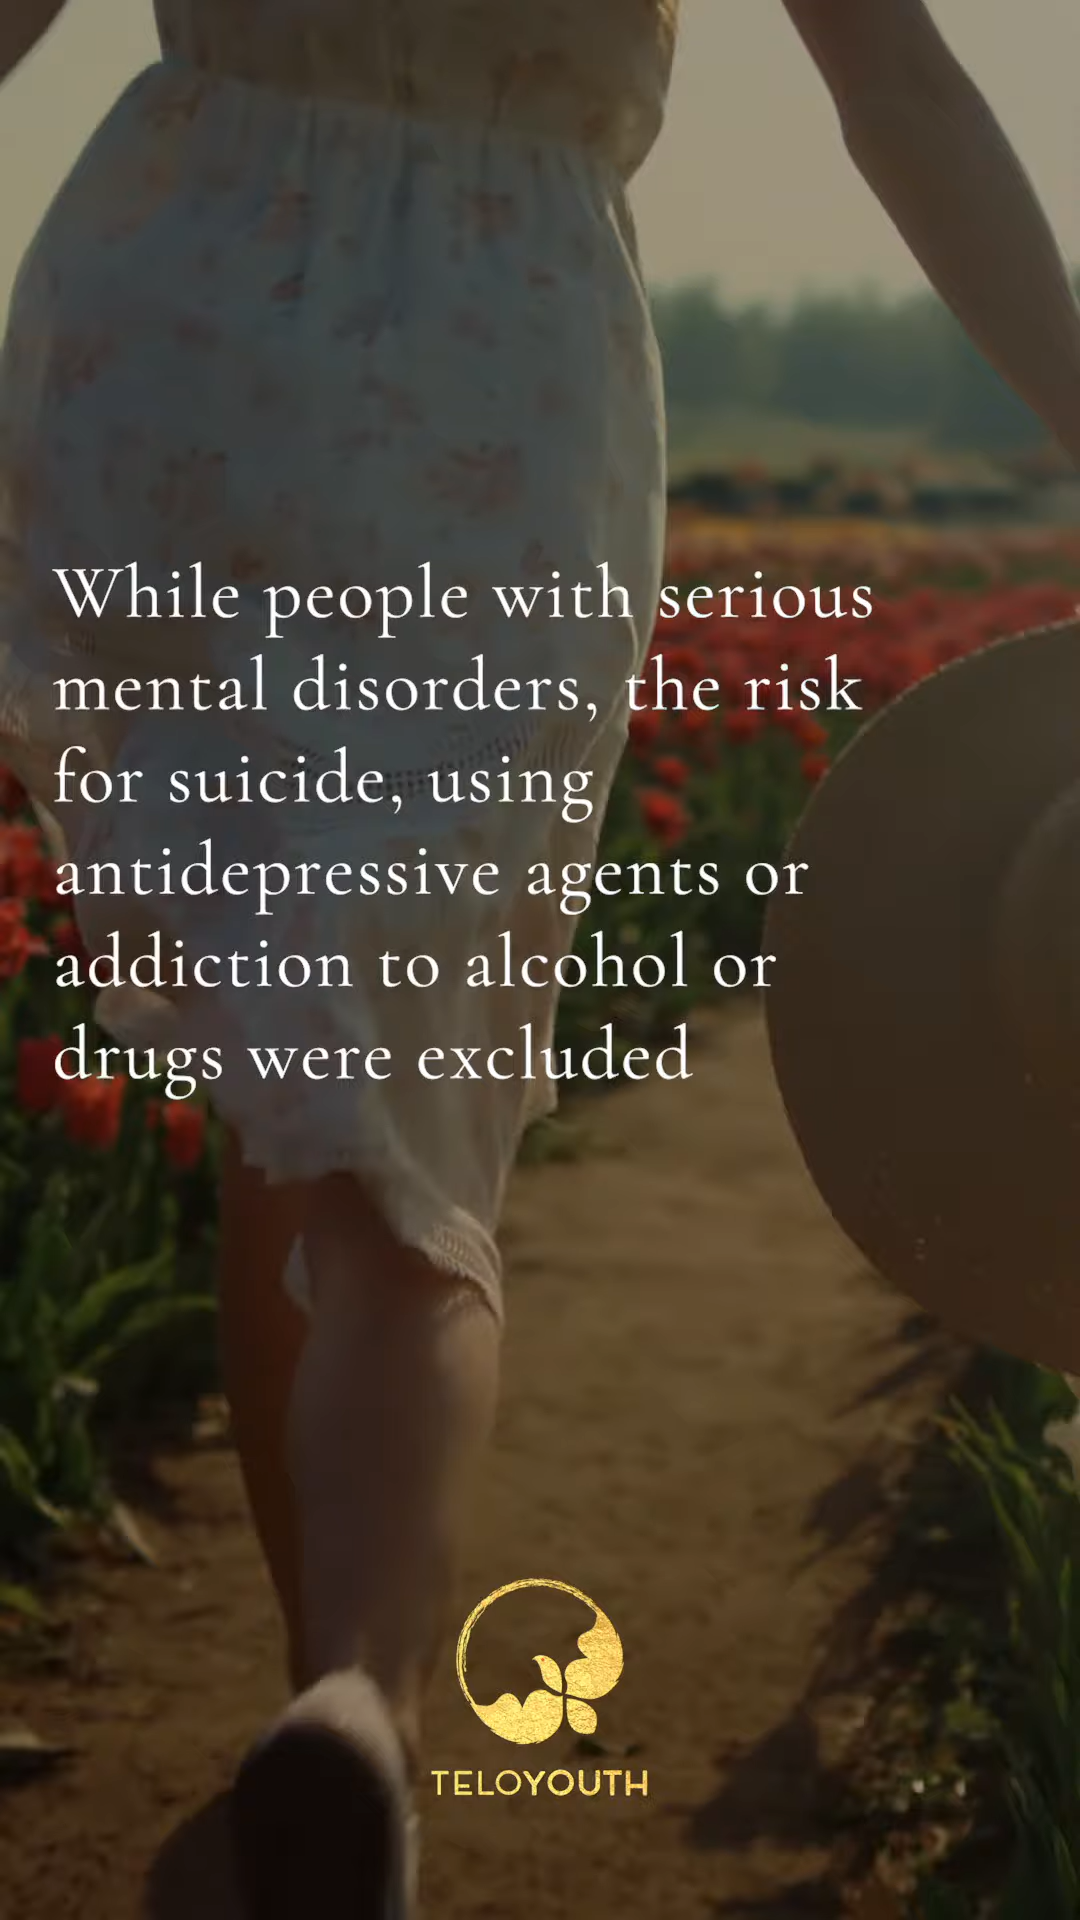 While people with serious
mental disorders, the risk
for suicide, using
antidepressive agents or
addiction to alcohol or
drugs were excluded
TELOYOUTH